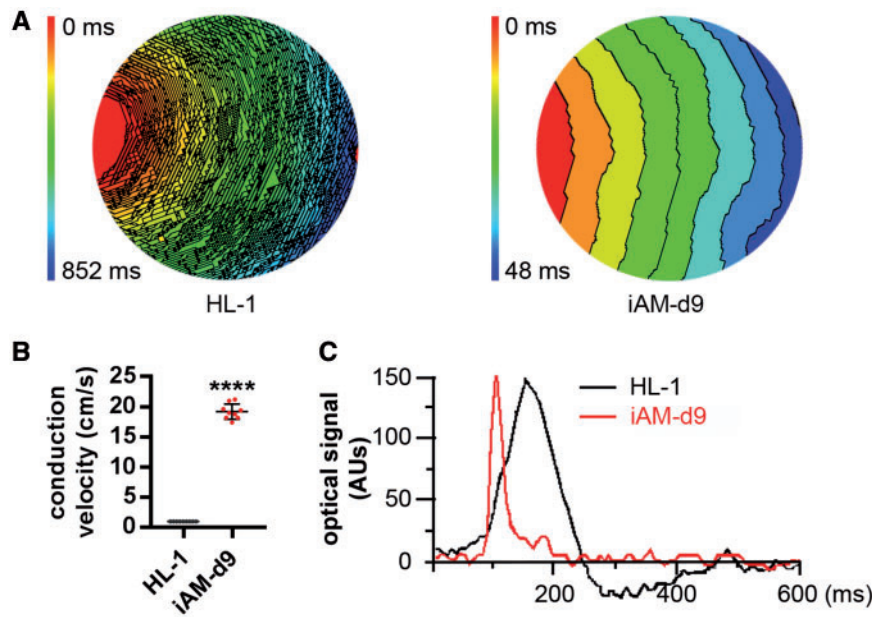 A
0 ms
852 ms
HL-1
0 ms
48 ms
iAM-d9
B
conduction
velocity (cm/s)
25
20
15
10
5
0
****
HL-1
iAM-d9
C
optical signal
(AUs)
150
100
50
0
200
400
600 (ms)
HL-1
iAM-d9